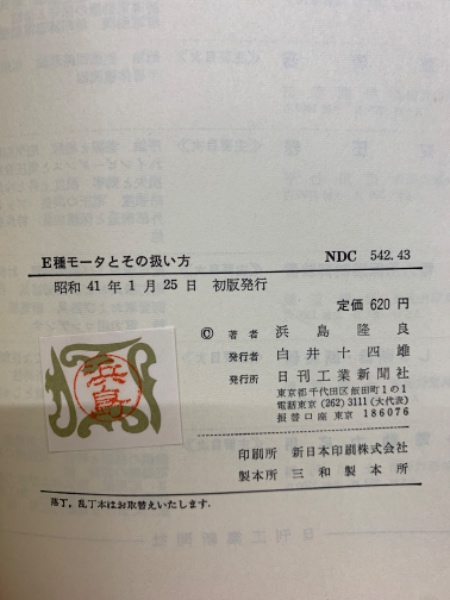 E種モータとその扱い方 NDC 542.43
昭和41年1月25日 初版発行
定価 620 円
© 著者 浜島隆良
発行者 白井十四雄
発行所 日刊工業新聞社
東京都千代田区飯田町1の1
電話東京(262)3111(大代表)
振替口座 東京 186076
浜島
印刷所 新日本印刷株式会社
製本所 三和製本所
落丁,乱丁本はお取替えいたします。